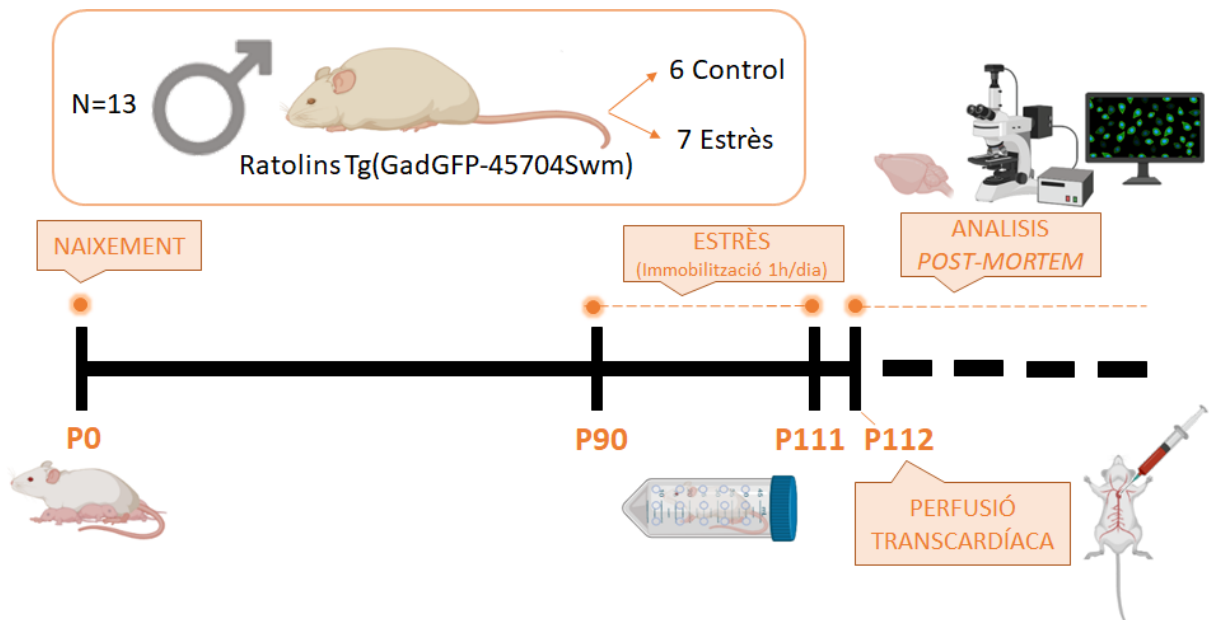 N=13
6 Control
7 Estrès
Ratolins Tg(GadGFP-45704Swm)
NAIXEMENT
ESTRÈS
(Immobilització 1h/dia)
ANALISIS
POST-MORTEM
P0
P90
P111
P112
PERFUSIÓ
TRANSCARDÍACA